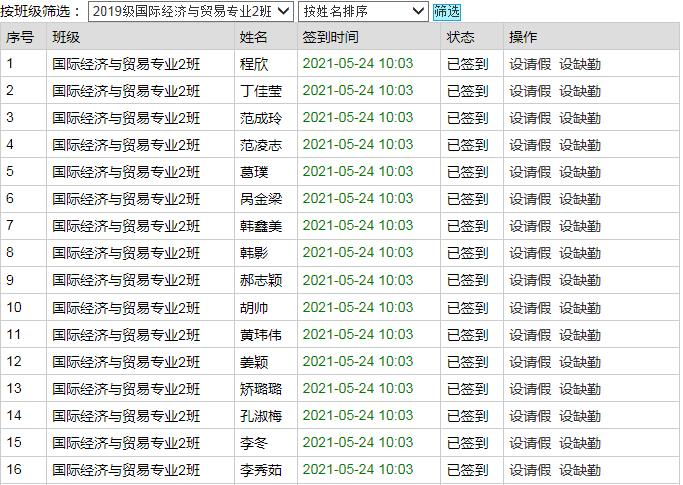 按班级筛选： 2019级国际经济与贸易专业2班 按姓名排序 筛选
序号 班级 姓名 签到时间 状态 操作
1 国际经济与贸易专业2班 程欣 2021-05-24 10:03 已签到 设请假 设缺勤
2 国际经济与贸易专业2班 丁佳莹 2021-05-24 10:03 已签到 设请假 设缺勤
3 国际经济与贸易专业2班 范成玲 2021-05-24 10:03 已签到 设请假 设缺勤
4 国际经济与贸易专业2班 范凌志 2021-05-24 10:03 已签到 设请假 设缺勤
5 国际经济与贸易专业2班 葛璞 2021-05-24 10:03 已签到 设请假 设缺勤
6 国际经济与贸易专业2班 呙金梁 2021-05-24 10:03 已签到 设请假 设缺勤
7 国际经济与贸易专业2班 韩鑫美 2021-05-24 10:03 已签到 设请假 设缺勤
8 国际经济与贸易专业2班 韩影 2021-05-24 10:03 已签到 设请假 设缺勤
9 国际经济与贸易专业2班 郝志颖 2021-05-24 10:03 已签到 设请假 设缺勤
10 国际经济与贸易专业2班 胡帅 2021-05-24 10:03 已签到 设请假 设缺勤
11 国际经济与贸易专业2班 黄玮伟 2021-05-24 10:03 已签到 设请假 设缺勤
12 国际经济与贸易专业2班 姜颖 2021-05-24 10:03 已签到 设请假 设缺勤
13 国际经济与贸易专业2班 矫璐璐 2021-05-24 10:03 已签到 设请假 设缺勤
14 国际经济与贸易专业2班 孔淑梅 2021-05-24 10:03 已签到 设请假 设缺勤
15 国际经济与贸易专业2班 李冬 2021-05-24 10:03 已签到 设请假 设缺勤
16 国际经济与贸易专业2班 李秀茹 2021-05-24 10:03 已签到 设请假 设缺勤